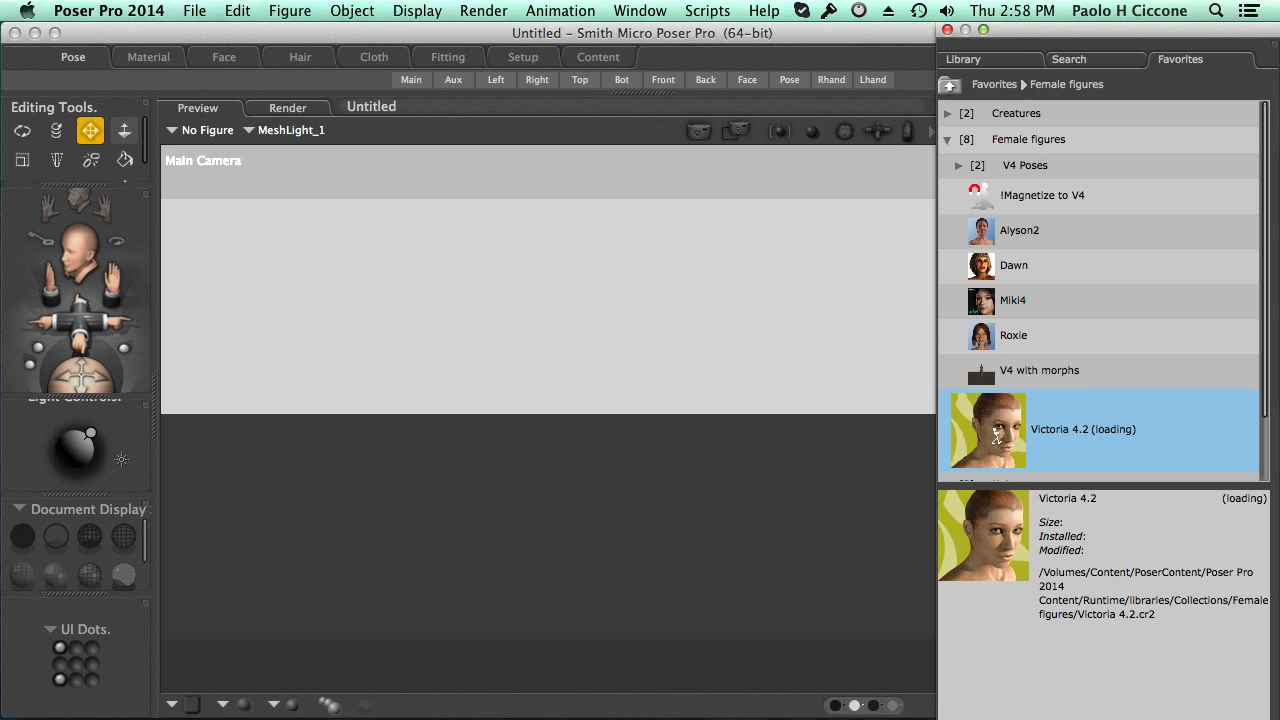 Poser Pro 2014 File Edit Figure Object Display Render Animation Window Scripts Help Thu 2:58 PM Paolo H Ciccone
Untitled – Smith Micro Poser Pro (64-bit)
Pose Material Face Hair Cloth Fitting Setup Content
Main Aux Left Right Top Bot Front Back Face Pose Rhand Lhand
Editing Tools.
Preview Render Untitled
No Figure MeshLight_1
Main Camera
Light Controls.
Document Display
UI Dots.
Library Search Favorites
Favorites Female figures
[2] Creatures
[8] Female figures
[2] V4 Poses
!Magnetize to V4
Alyson2
Dawn
Miki4
Roxie
V4 with morphs
Victoria 4.2 (loading)
Victoria 4.2 (loading)
Size:
Installed:
Modified:
/Volumes/Content/PoserContent/Poser Pro
2014
Content/Runtime/libraries/Collections/Female
figures/Victoria 4.2.cr2